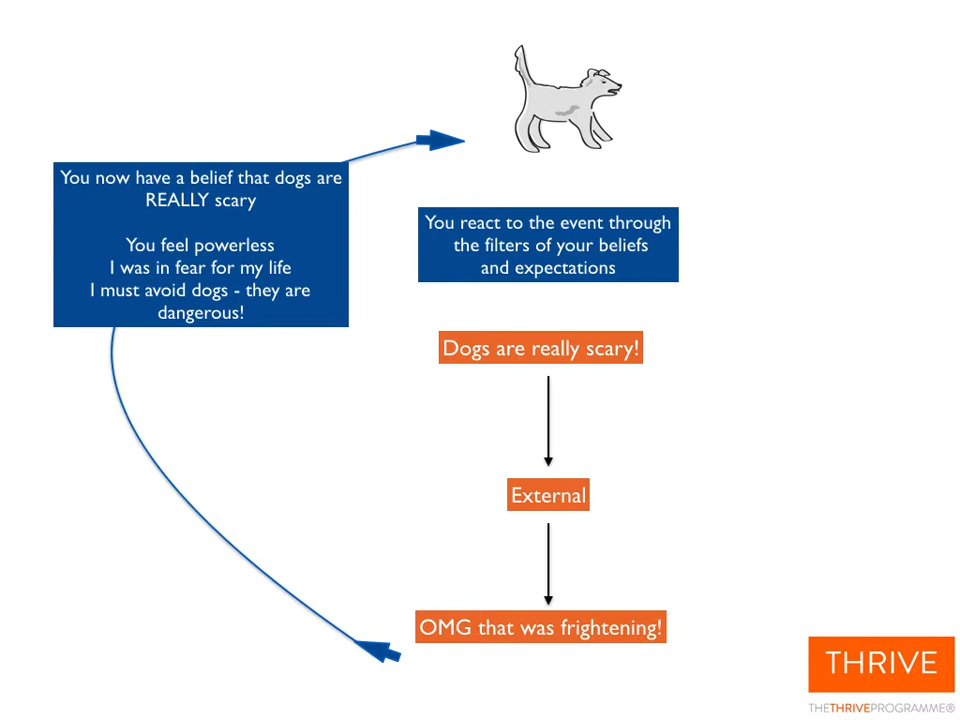 You now have a belief that dogs are
REALLY scary
You feel powerless
I was in fear for my life
I must avoid dogs - they are
dangerous!
You react to the event through
the filters of your beliefs
and expectations
Dogs are really scary!
External
OMG that was frightening!
THRIVE
THETHRIVEPROGRAMME®